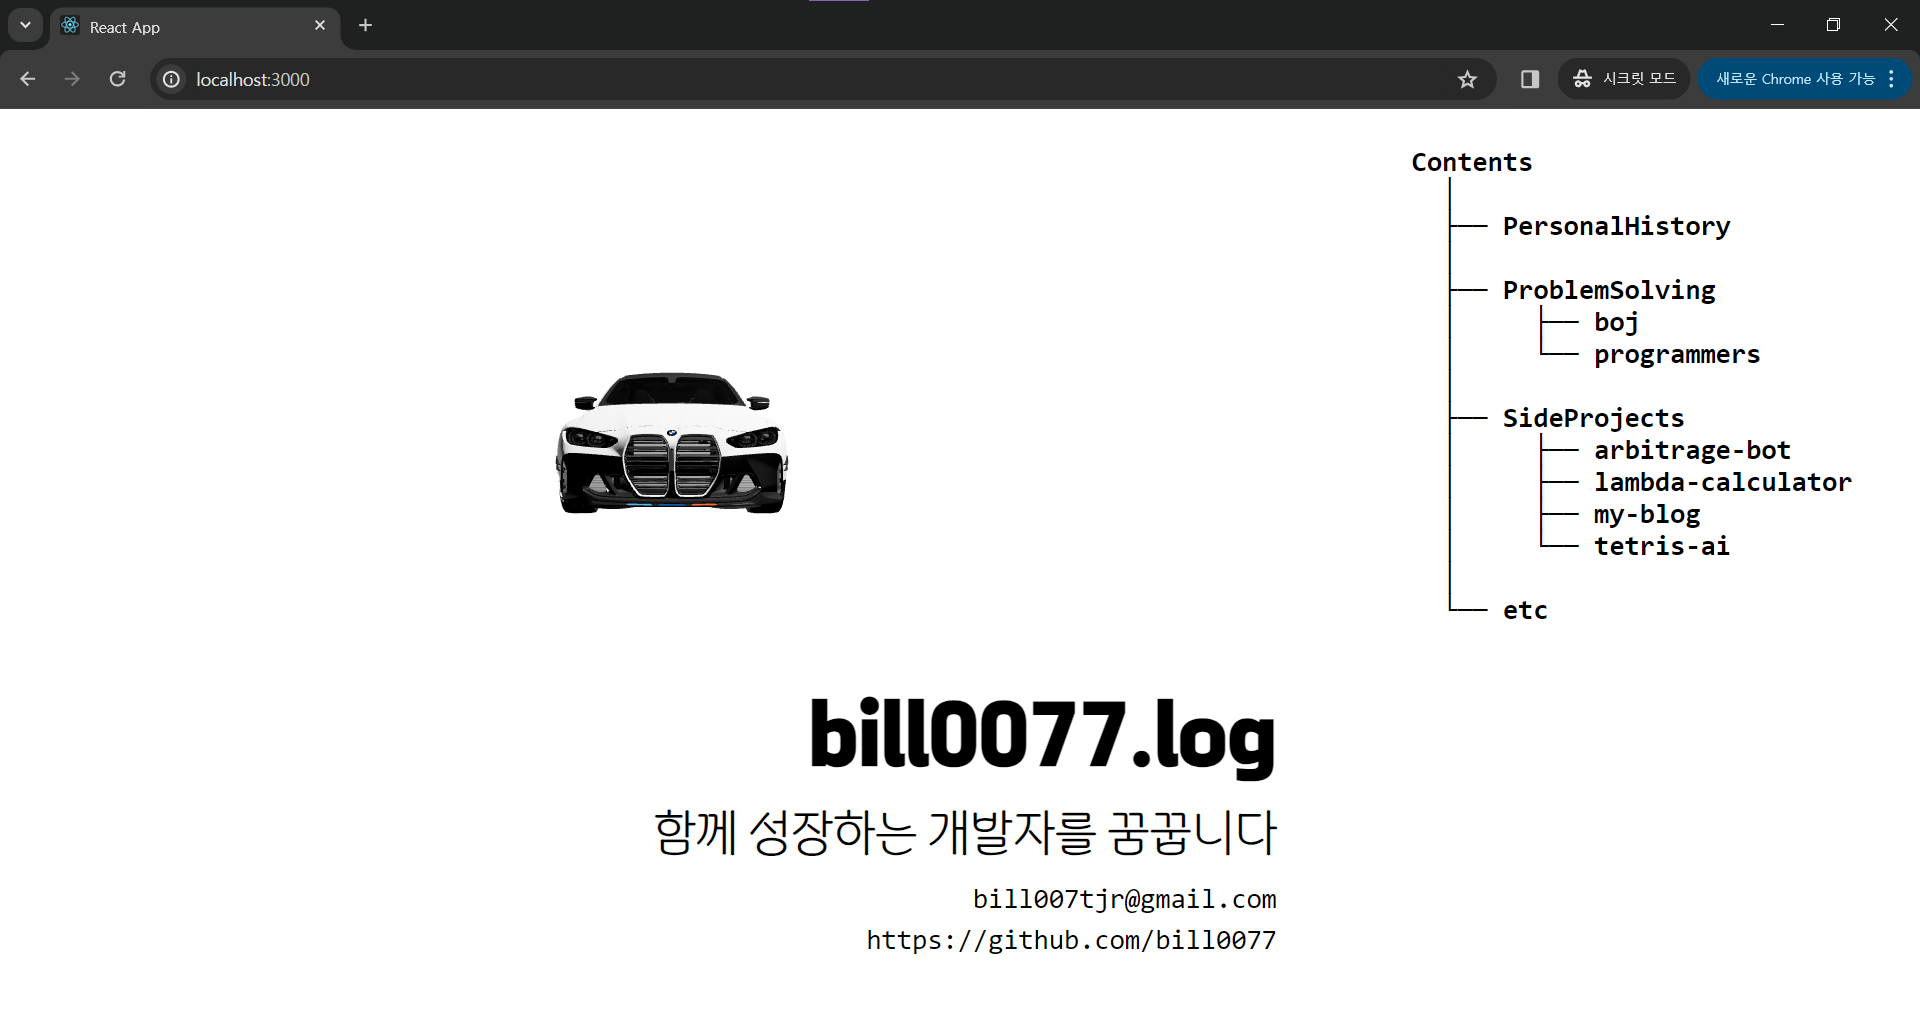 React App
localhost:3000
시크릿 모드
새로운 Chrome 사용 가능
Contents
PersonalHistory
ProblemSolving
boj
programmers
SideProjects
arbitrage-bot
lambda-calculator
my-blog
tetris-ai
etc
bill0077.log
함께 성장하는 개발자를 꿈꿉니다
bill007tjr@gmail.com
https://github.com/bill0077